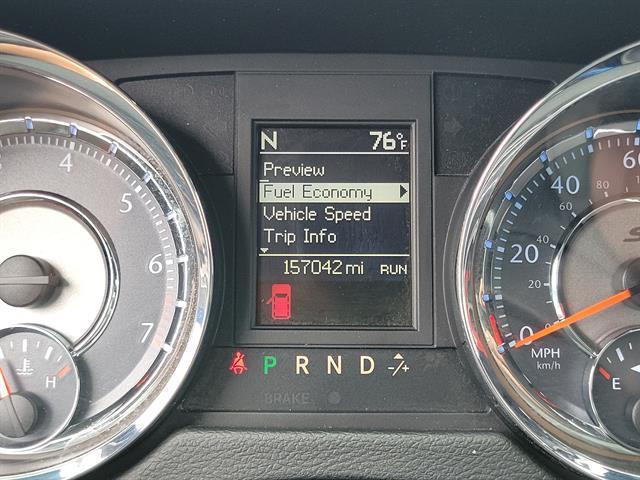 N 76°F
Preview
Fuel Economy
Vehicle Speed
Trip Info
157042 mi RUN
P R N D -/+
BRAKE
4
5
6
7
H
0
20
40
60
20
40
60
80
MPH
km/h
E